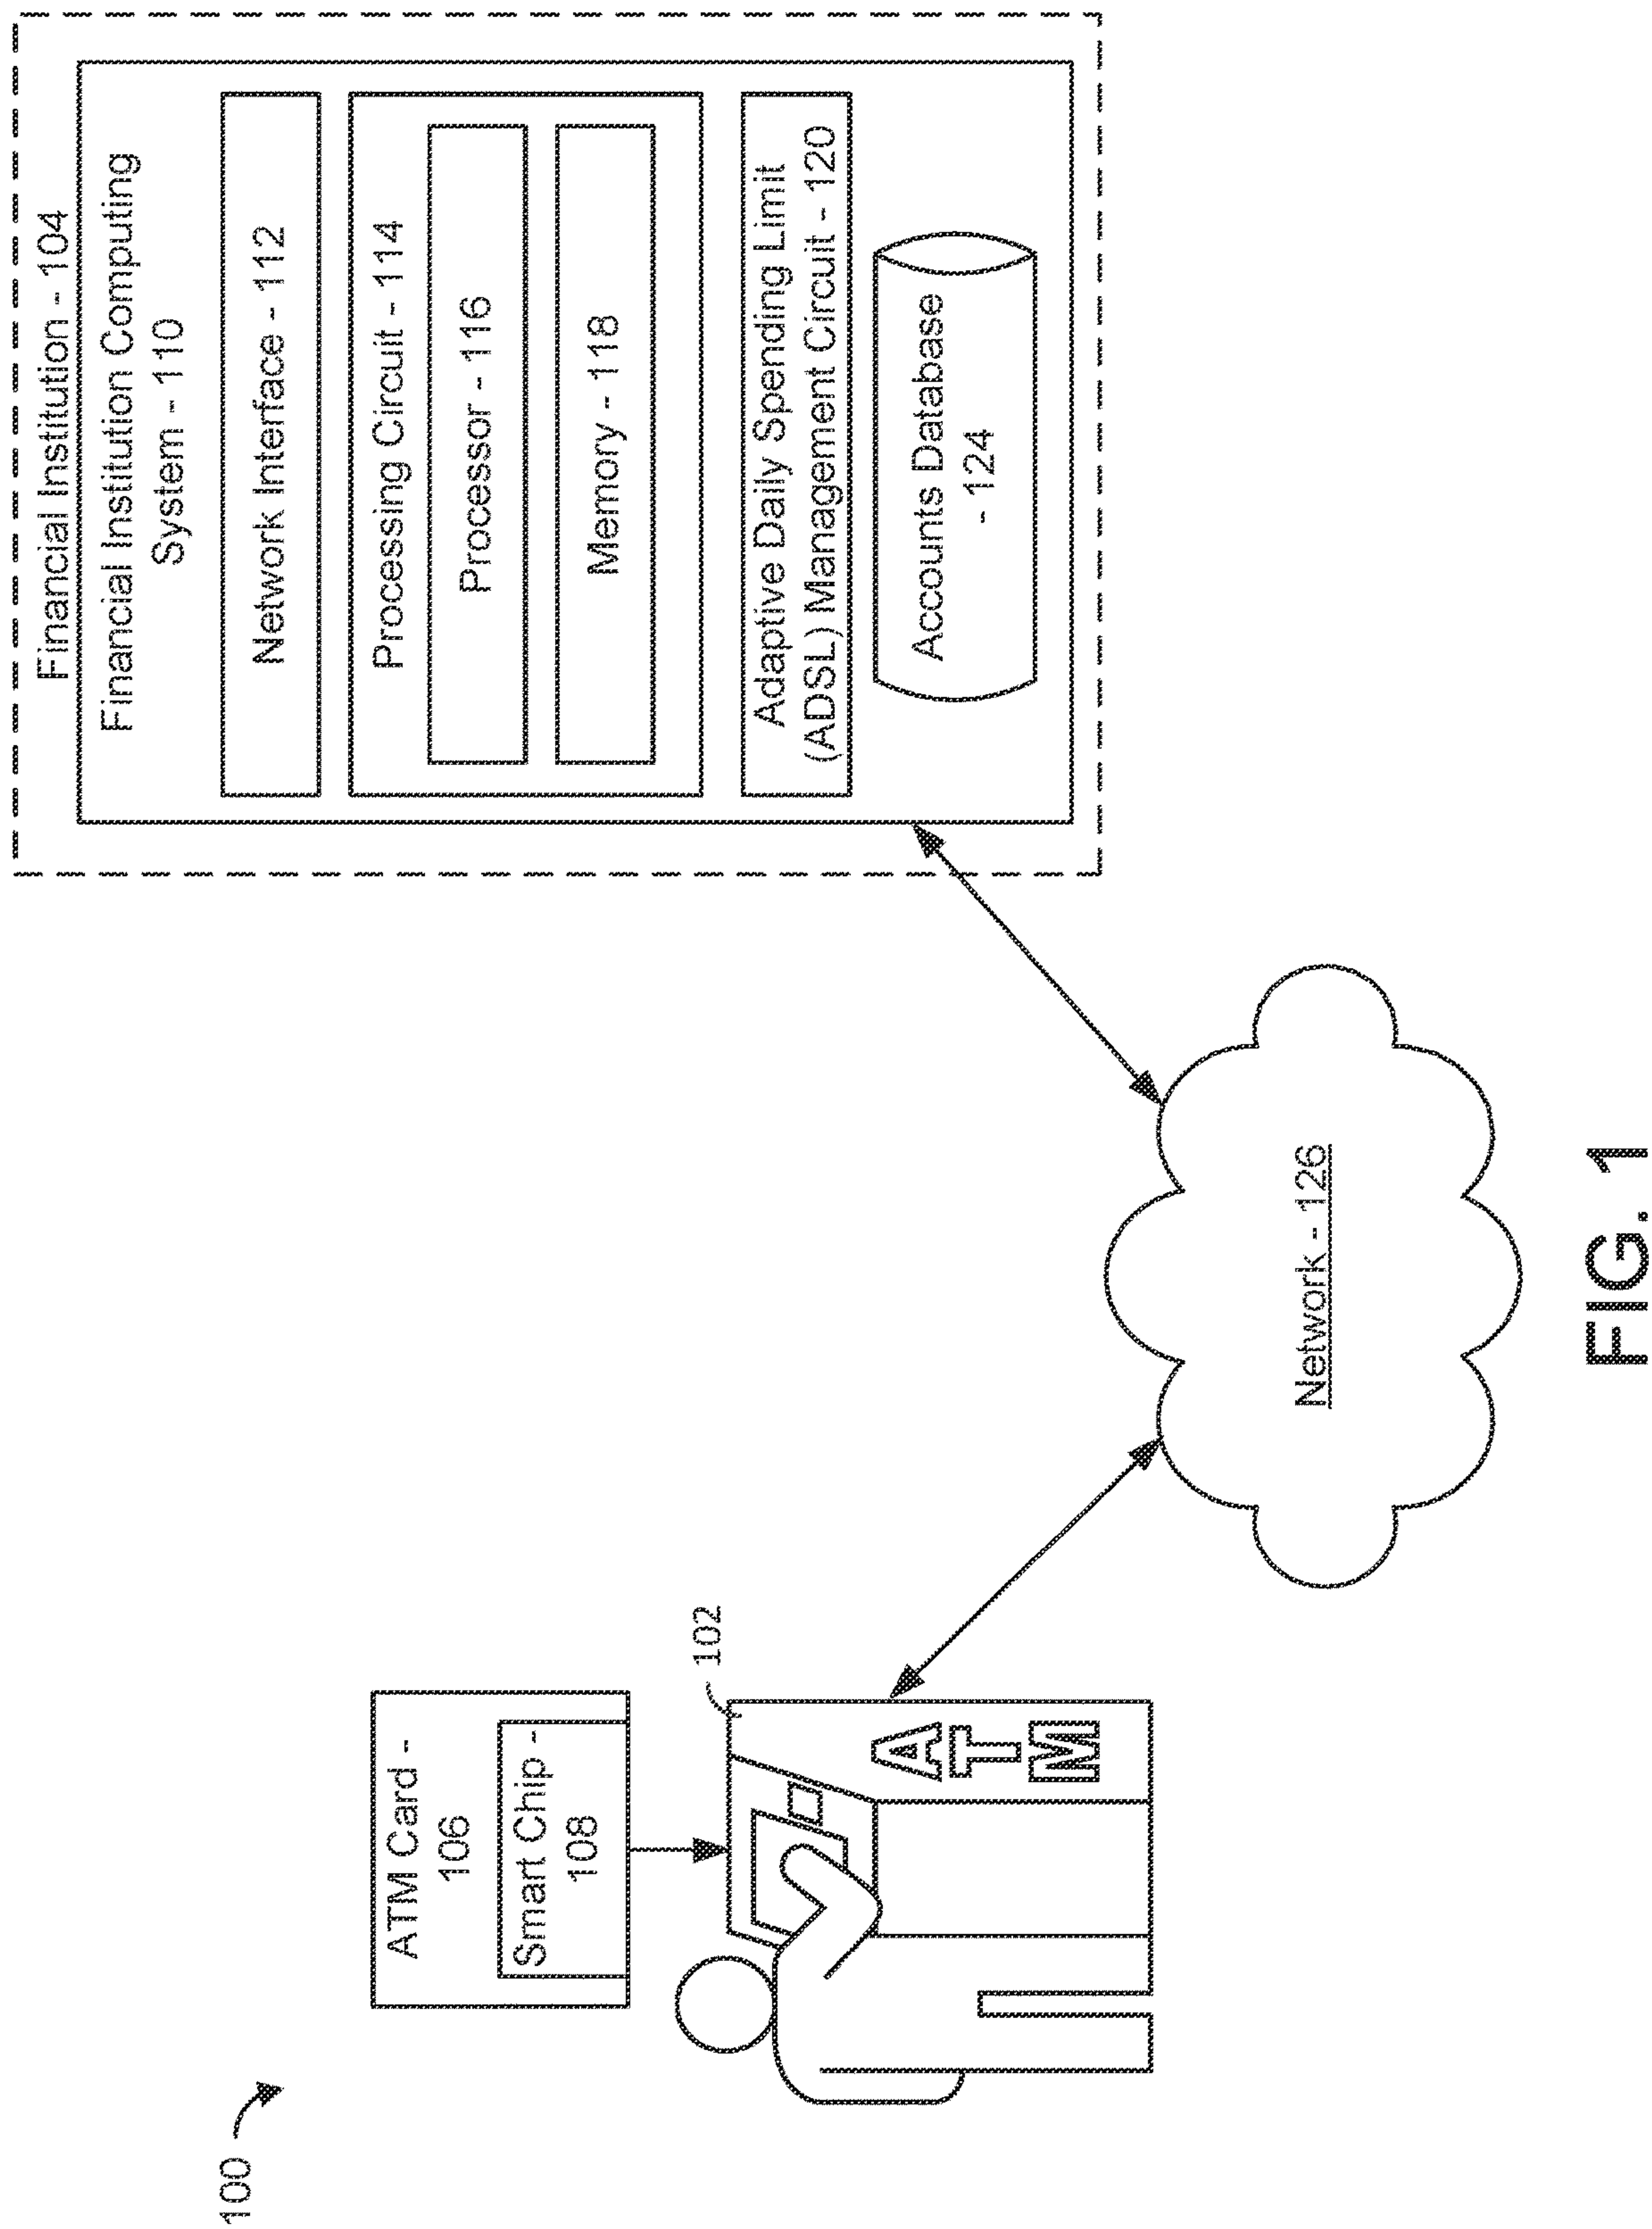 100
ATM Card -
106
Smart Chip -
108
102
ATM
Network - 126
Financial Institution - 104
Financial Institution Computing
System - 110
Network Interface - 112
Processing Circuit - 114
Processor - 116
Memory - 118
Adaptive Daily Spending Limit
(ADSL) Management Circuit - 120
Accounts Database
- 124
FIG. 1